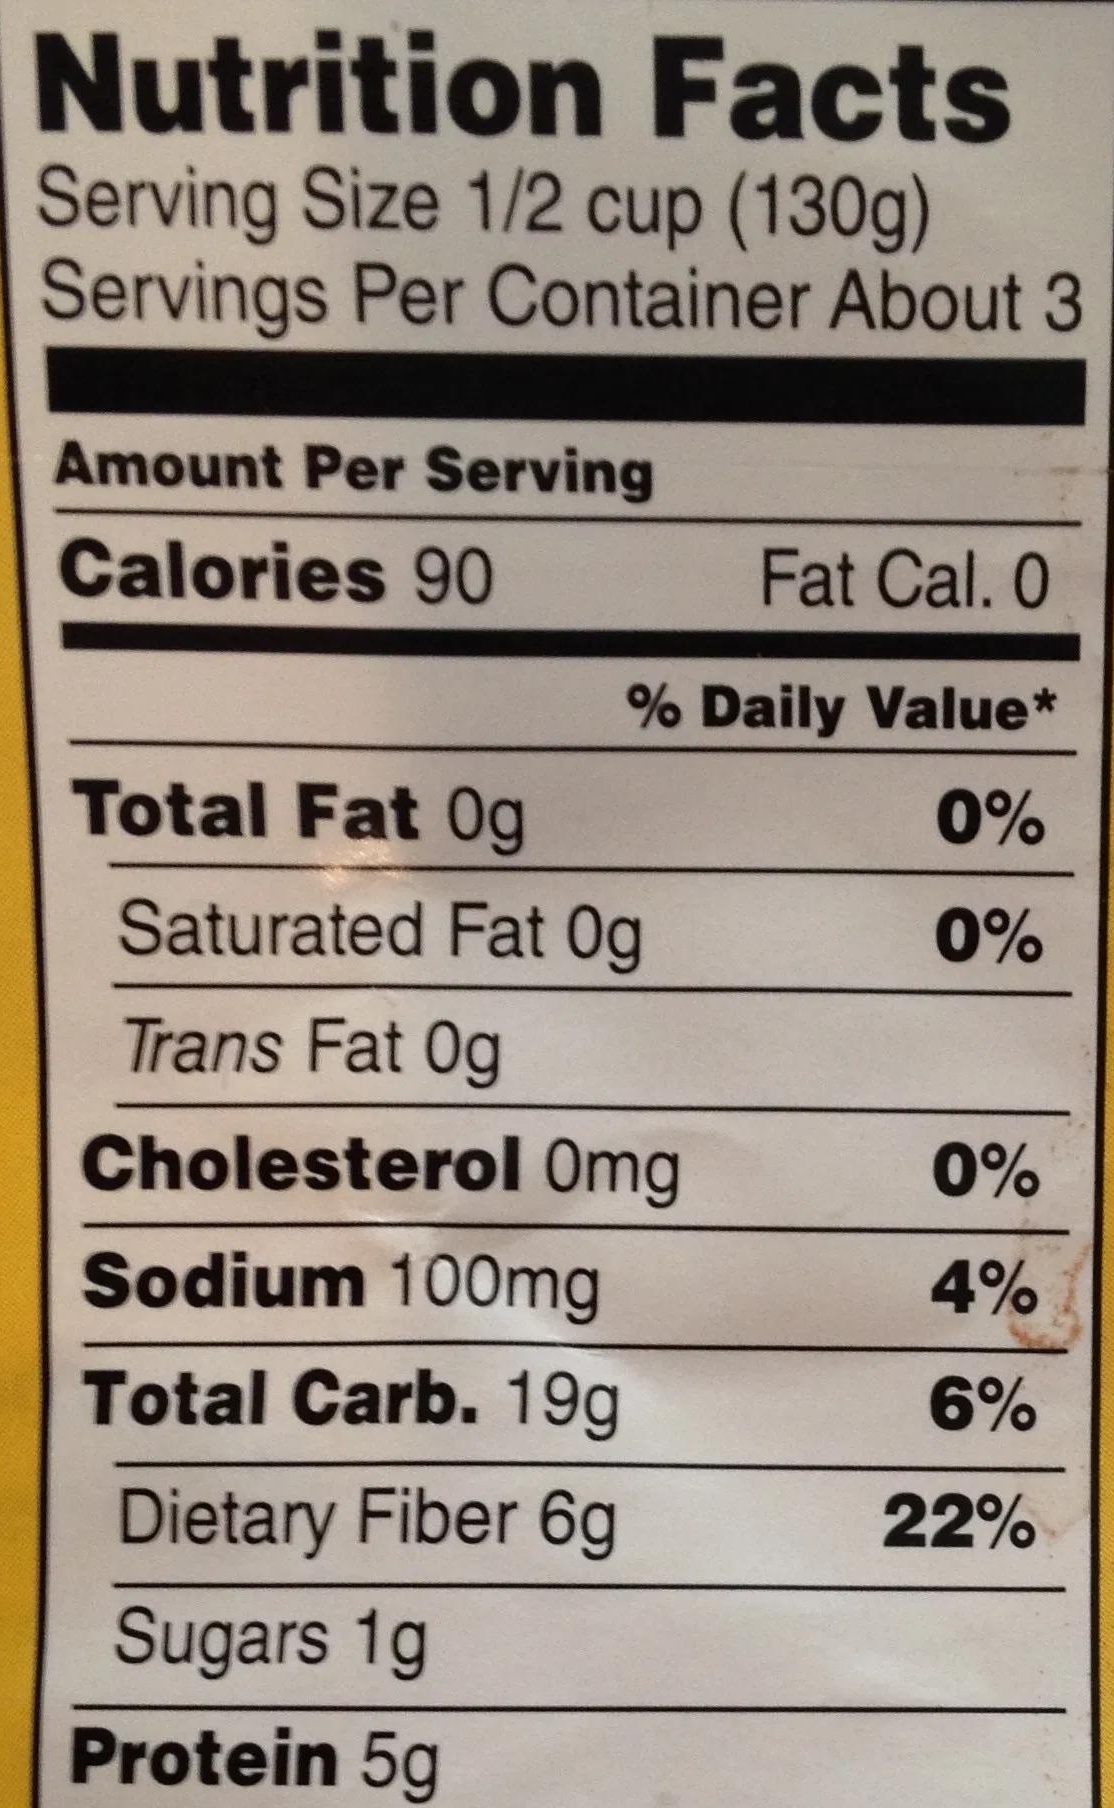 Nutrition Facts
Serving Size 1/2 cup (130g)
Servings Per Container About 3
Amount Per Serving
Calories 90 Fat Cal. 0
% Daily Value*
Total Fat 0g 0%
Saturated Fat 0g 0%
Trans Fat 0g
Cholesterol 0mg 0%
Sodium 100mg 4%
Total Carb. 19g 6%
Dietary Fiber 6g 22%
Sugars 1g
Protein 5g